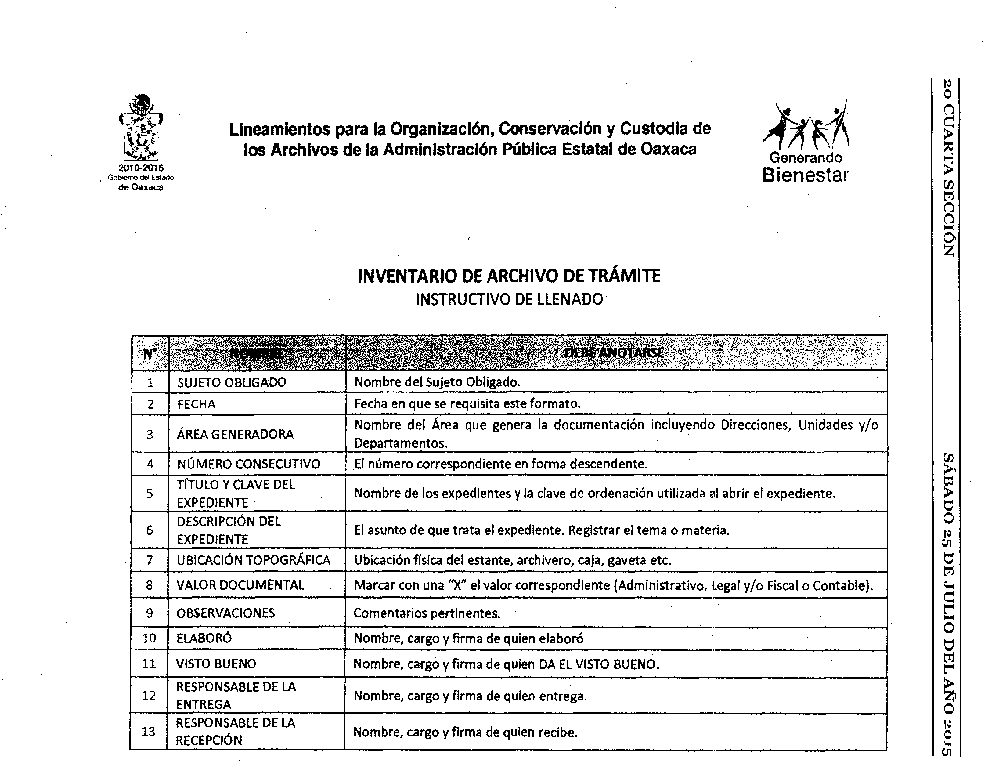 2010-2016
Gobierno del Estado
de Oaxaca
Lineamientos para la Organización, Conservación y Custodia de
los Archivos de la Administración Pública Estatal de Oaxaca
Generando
Bienestar
20 CUARTA SECCIÓN
SÁBADO 25 DE JULIO DEL AÑO 2015
INVENTARIO DE ARCHIVO DE TRÁMITE
INSTRUCTIVO DE LLENADO
N° NOMBRE DEBE ANOTARSE
1 SUJETO OBLIGADO Nombre del Sujeto Obligado.
2 FECHA Fecha en que se requisita este formato.
3 ÁREA GENERADORA Nombre del Área que genera la documentación incluyendo Direcciones, Unidades y/o
Departamentos.
4 NÚMERO CONSECUTIVO El número correspondiente en forma descendente.
5 TÍTULO Y CLAVE DEL
EXPEDIENTE Nombre de los expedientes y la clave de ordenación utilizada al abrir el expediente.
6 DESCRIPCIÓN DEL
EXPEDIENTE El asunto de que trata el expediente. Registrar el tema o materia.
7 UBICACIÓN TOPOGRÁFICA Ubicación física del estante, archivero, caja, gaveta etc.
8 VALOR DOCUMENTAL Marcar con una "X" el valor correspondiente (Administrativo, Legal y/o Fiscal o Contable).
9 OBSERVACIONES Comentarios pertinentes.
10 ELABORÓ Nombre, cargo y firma de quien elaboró
11 VISTO BUENO Nombre, cargo y firma de quien DA EL VISTO BUENO.
12 RESPONSABLE DE LA
ENTREGA Nombre, cargo y firma de quien entrega.
13 RESPONSABLE DE LA
RECEPCIÓN Nombre, cargo y firma de quien recibe.